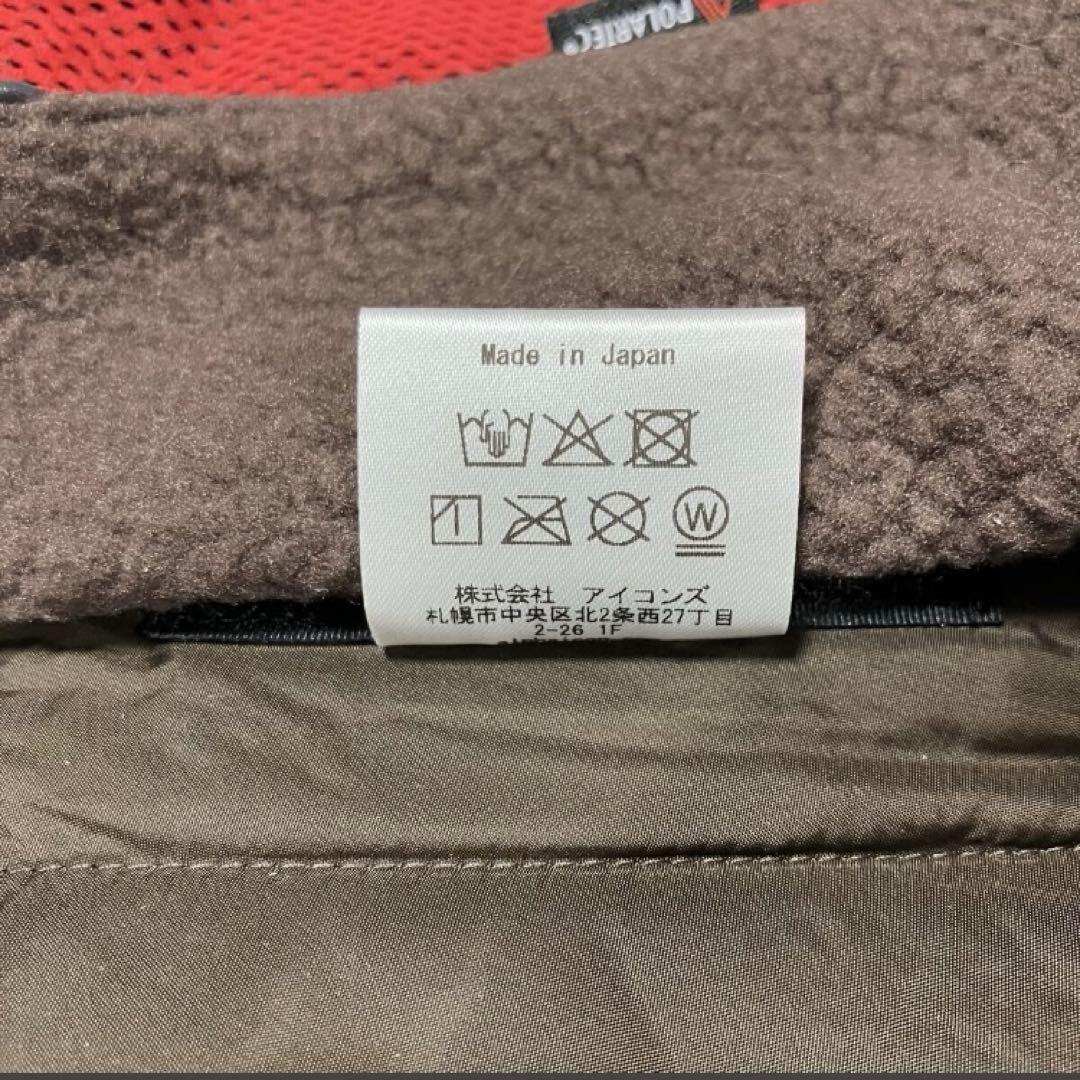 POLARTEC®
Made in Japan
W
株式会社 アイコンズ
札幌市中央区北2条西27丁目
2-26 1F